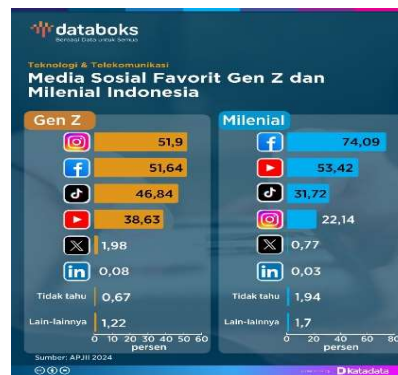 databoks
Teknologi & Telekomunikasi
Media Sosial Favorit Gen Z dan
Milenial Indonesia
Gen Z
51,9
51,64
46,84
38,63
1,98
in 0,08
Tidak tahu 0,67
Lain-lainnya 1,22
0 10 20 30 40 50 60
persen
Milenial
74,09
53,42
31,72
22,14
0,77
in 0,03
Tidak tahu 1,94
Lain-lainnya 1,7
0 20 40 60 80
persen
Sumber: APJII 2024
katadata